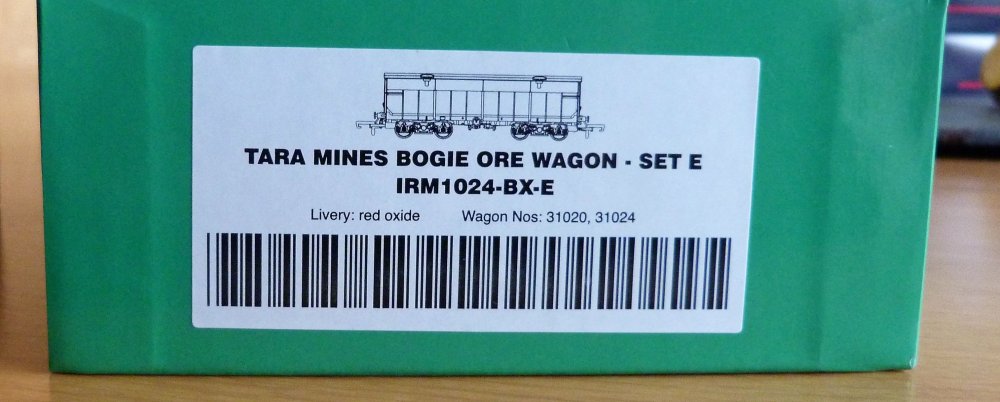 TARA MINES BOGIE ORE WAGON - SET E
IRM1024-BX-E
Livery: red oxide Wagon Nos: 31020, 31024